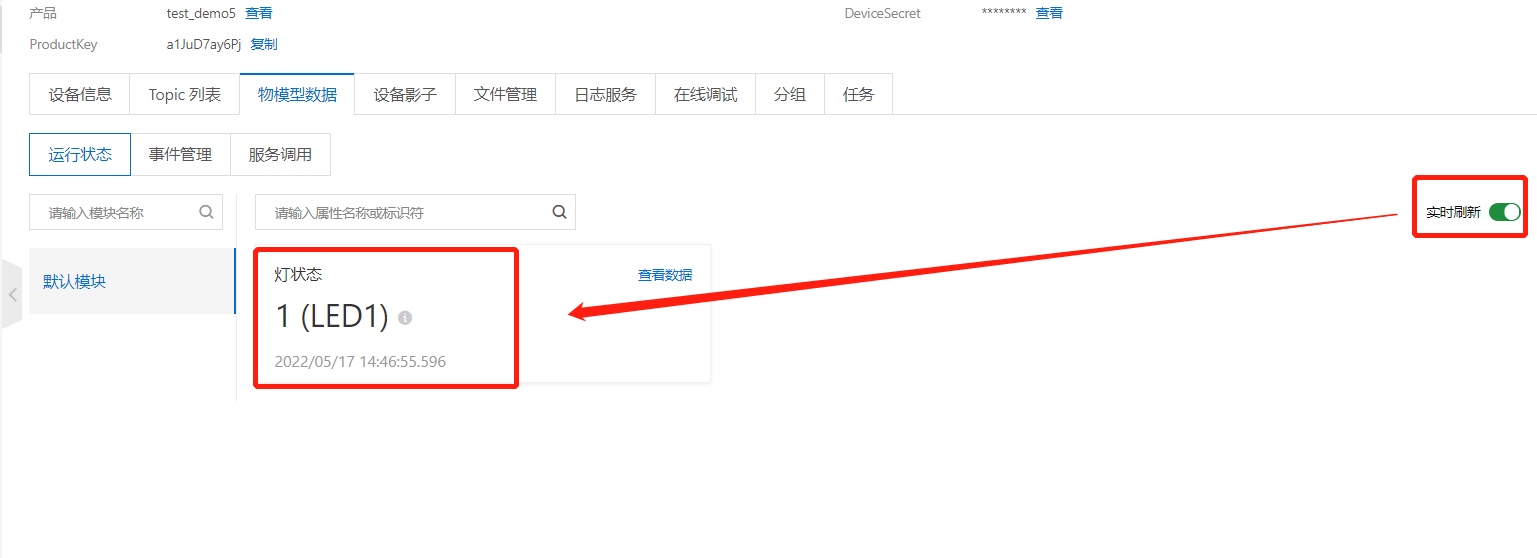 产品 test_demo5 查看 DeviceSecret ******** 查看
ProductKey a1JuD7ay6Pj 复制
设备信息 Topic 列表 物模型数据 设备影子 文件管理 日志服务 在线调试 分组 任务
运行状态 事件管理 服务调用
请输入模块名称 请输入属性名称或标识符 实时刷新
默认模块
灯状态 查看数据
1 (LED1)
2022/05/17 14:46:55.596